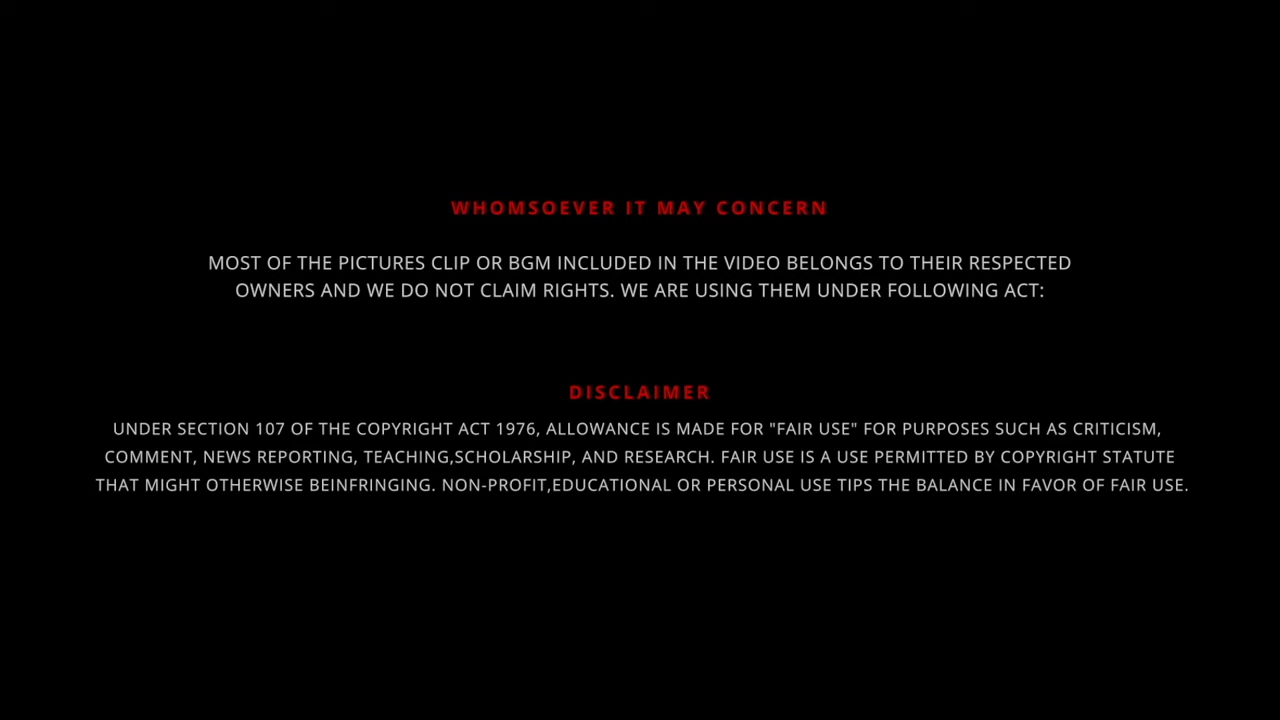 WHOMSOEVER IT MAY CONCERN
MOST OF THE PICTURES CLIP OR BGM INCLUDED IN THE VIDEO BELONGS TO THEIR RESPECTED
OWNERS AND WE DO NOT CLAIM RIGHTS. WE ARE USING THEM UNDER FOLLOWING ACT:
DISCLAIMER
UNDER SECTION 107 OF THE COPYRIGHT ACT 1976, ALLOWANCE IS MADE FOR "FAIR USE" FOR PURPOSES SUCH AS CRITICISM,
COMMENT, NEWS REPORTING, TEACHING,SCHOLARSHIP, AND RESEARCH. FAIR USE IS A USE PERMITTED BY COPYRIGHT STATUTE
THAT MIGHT OTHERWISE BEINFRINGING. NON-PROFIT,EDUCATIONAL OR PERSONAL USE TIPS THE BALANCE IN FAVOR OF FAIR USE.